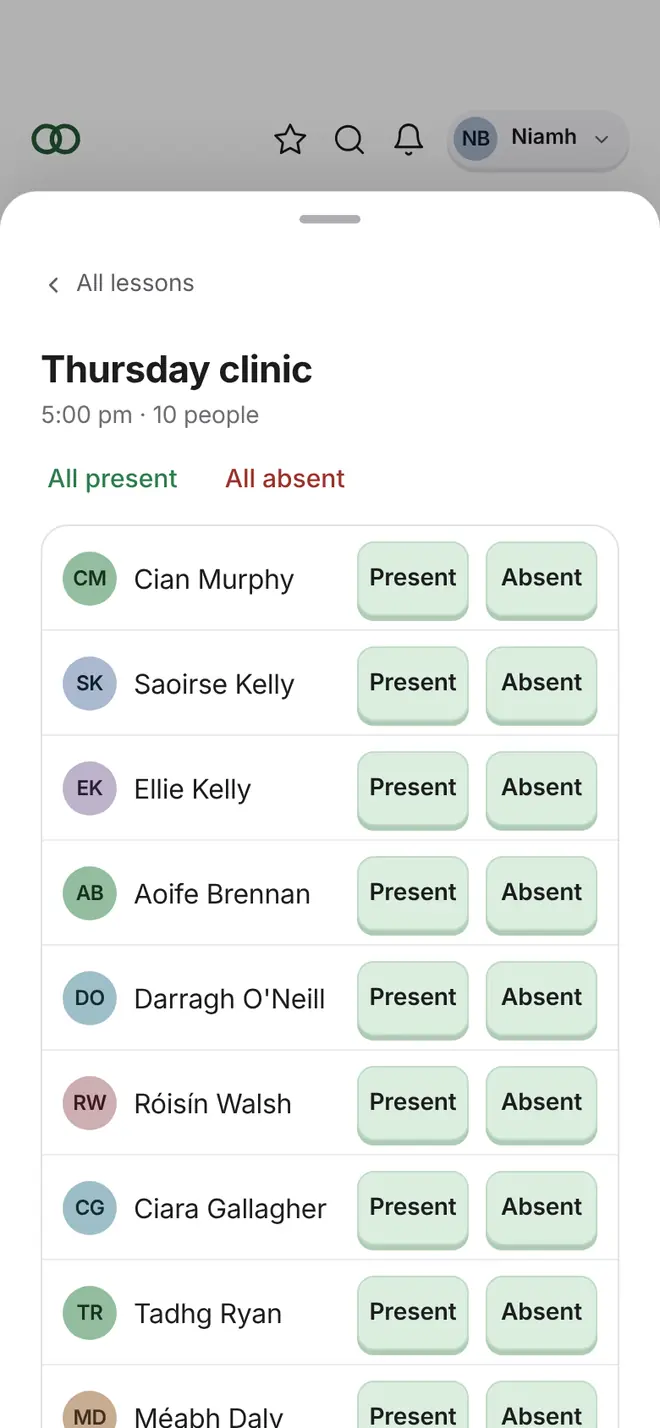 NB Niamh
All lessons
Thursday clinic
5:00 pm · 10 people
All present All absent
CM Cian Murphy Present Absent
SK Saoirse Kelly Present Absent
EK Ellie Kelly Present Absent
AB Aoife Brennan Present Absent
DO Darragh O'Neill Present Absent
RW Róisín Walsh Present Absent
CG Ciara Gallagher Present Absent
TR Tadhg Ryan Present Absent
MD Méabh Daly Present Absent